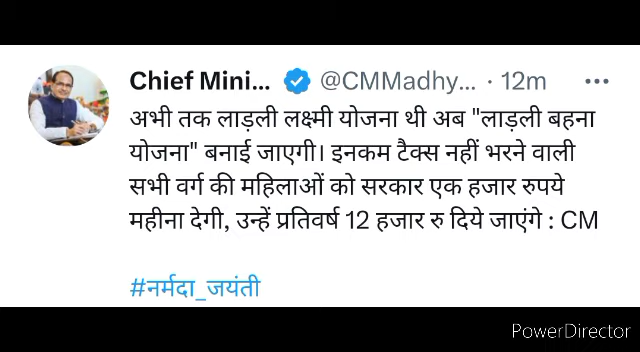 Chief Mini... @CMMadhy... · 12m ...
अभी तक लाड़ली लक्ष्मी योजना थी अब "लाड़ली बहना
योजना" बनाई जाएगी। इनकम टैक्स नहीं भरने वाली
सभी वर्ग की महिलाओं को सरकार एक हजार रुपये
महीना देगी, उन्हें प्रतिवर्ष 12 हजार रु दिये जाएंगे : CM
#नर्मदा_जयंती
PowerDirector